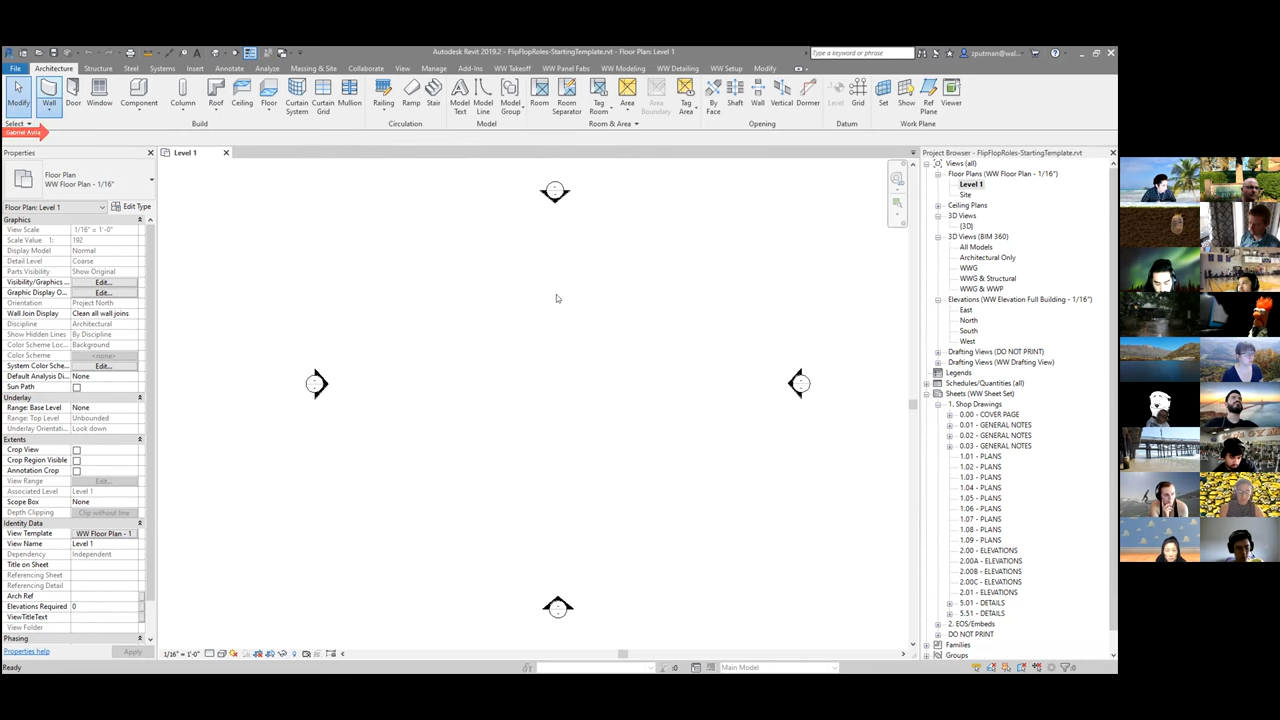 Autodesk Revit 2019.2 - FlipFlopRoles-StartingTemplate.rvt - Floor Plan: Level 1
Type a keyword or phrase
zputman@wal...
File Architecture Structure Steel Systems Insert Annotate Analyze Massing & Site Collaborate View Manage Add-Ins WW Takeoff WW Panel Fabs WW Modeling WW Detailing WW Setup Modify
Modify Wall Door Window Component Column Roof Ceiling Floor Curtain System Curtain Grid Mullion Railing Ramp Stair Model Text Model Line Model Group Room Room Separator Tag Room Area Area Boundary Tag Area By Face Shaft Wall Vertical Dormer Level Grid Set Show Ref Plane Viewer
Select Build Circulation Model Room & Area Opening Datum Work Plane
Gabriel Avila
Properties
Floor Plan
WW Floor Plan - 1/16"
Floor Plan: Level 1 Edit Type
Graphics
View Scale 1/16" = 1'-0"
Scale Value 1: 192
Display Model Normal
Detail Level Coarse
Parts Visibility Show Original
Visibility/Graphics ... Edit...
Graphic Display O... Edit...
Orientation Project North
Wall Join Display Clean all wall joins
Discipline Architectural
Show Hidden Lines By Discipline
Color Scheme Loc... Background
Color Scheme <none>
System Color Sche... Edit...
Default Analysis Di... None
Sun Path
Underlay
Range: Base Level None
Range: Top Level Unbounded
Underlay Orientati... Look down
Extents
Crop View
Crop Region Visible
Annotation Crop
View Range Edit...
Associated Level Level 1
Scope Box None
Depth Clipping Clip without line
Identity Data
View Template WW Floor Plan - 1
View Name Level 1
Dependency Independent
Title on Sheet
Referencing Sheet
Referencing Detail
Arch Ref
Elevations Required 0
ViewTitleText
View Folder
Phasing
Properties help Apply
Ready
Level 1
1/16" = 1'-0"
:0
Main Model
:0
Project Browser - FlipFlopRoles-StartingTemplate.rvt
Views (all)
Floor Plans (WW Floor Plan - 1/16")
Level 1
Site
Ceiling Plans
3D Views
{3D}
3D Views (BIM 360)
All Models
Architectural Only
WWG
WWG & Structural
WWG & WWP
Elevations (WW Elevation Full Building - 1/16")
East
North
South
West
Drafting Views (DO NOT PRINT)
Drafting Views (WW Drafting View)
Legends
Schedules/Quantities (all)
Sheets (WW Sheet Set)
1. Shop Drawings
0.00 - COVER PAGE
0.01 - GENERAL NOTES
0.02 - GENERAL NOTES
0.03 - GENERAL NOTES
1.01 - PLANS
1.02 - PLANS
1.03 - PLANS
1.04 - PLANS
1.05 - PLANS
1.06 - PLANS
1.07 - PLANS
1.08 - PLANS
1.09 - PLANS
2.00 - ELEVATIONS
2.00A - ELEVATIONS
2.00B - ELEVATIONS
2.00C - ELEVATIONS
2.01 - ELEVATIONS
5.01 - DETAILS
5.51 - DETAILS
2. EOS/Embeds
DO NOT PRINT
Families
Groups